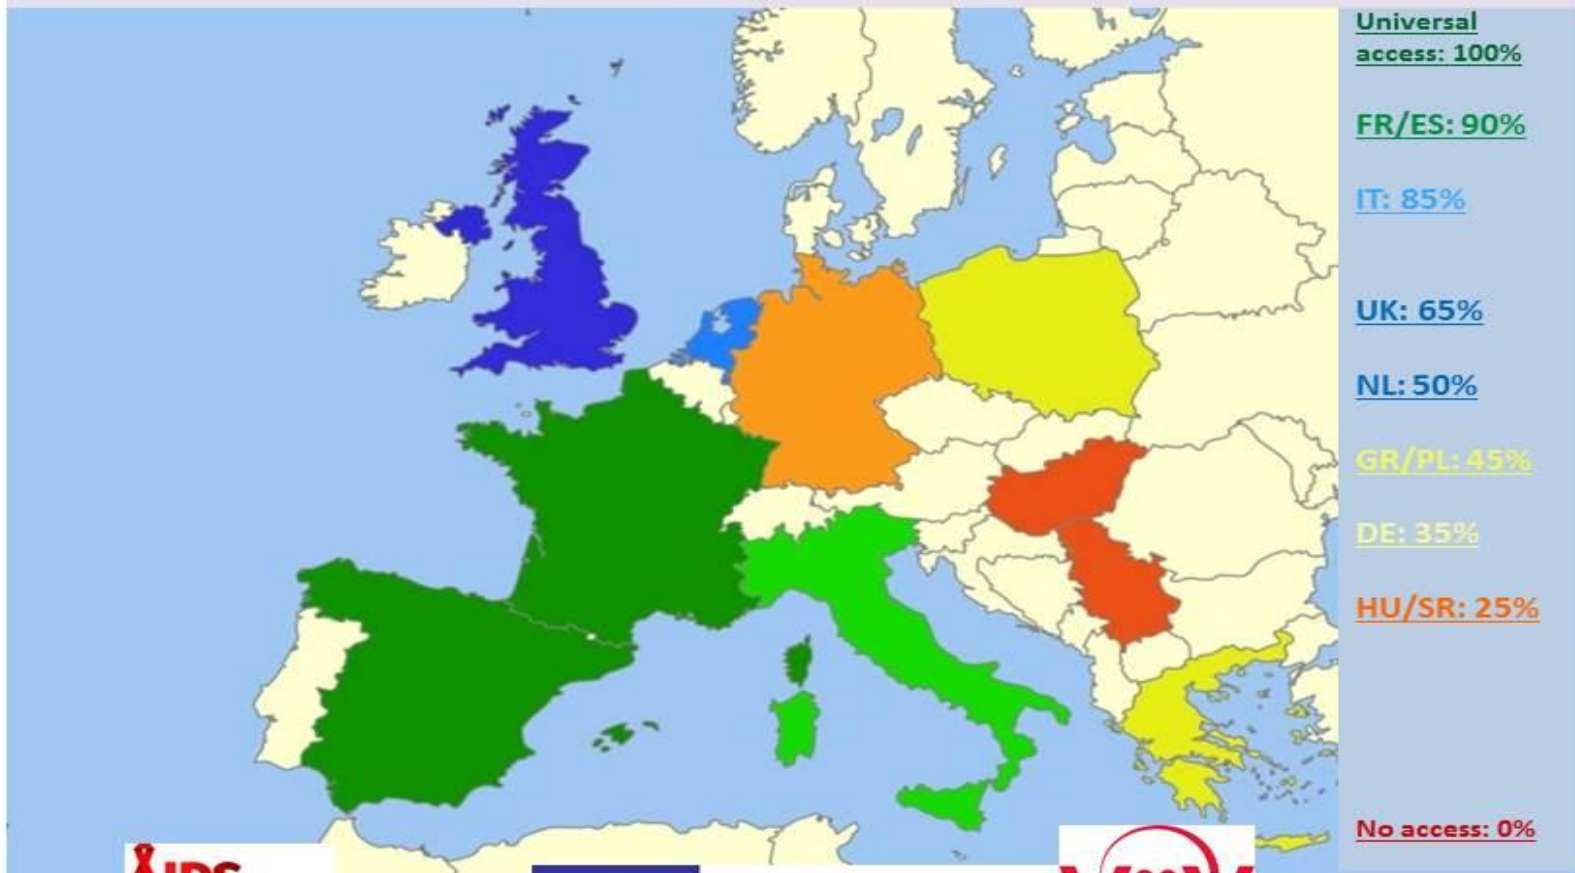 Universal
access: 100%
FR/ES: 90%
IT: 85%
UK: 65%
NL: 50%
GR/PL: 45%
DE: 35%
HU/SR: 25%
No access: 0%